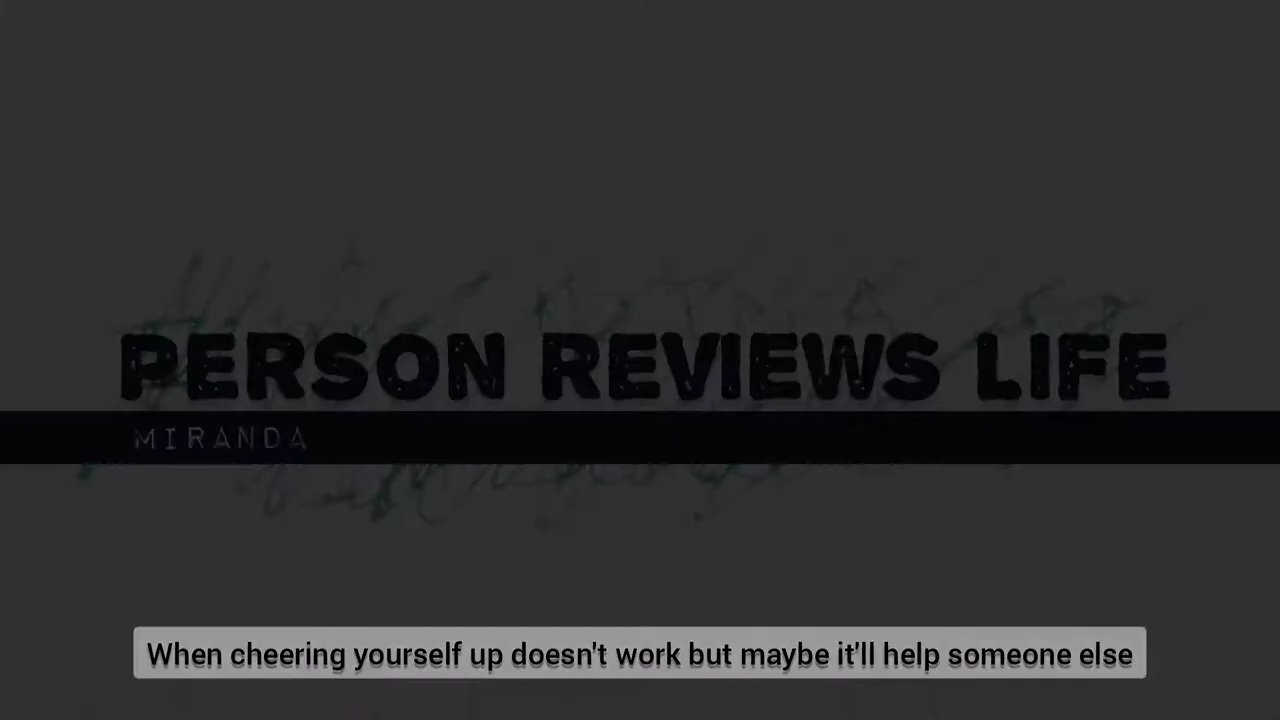 PERSON REVIEWS LIFE
MIRANDA
When cheering yourself up doesn't work but maybe it'll help someone else